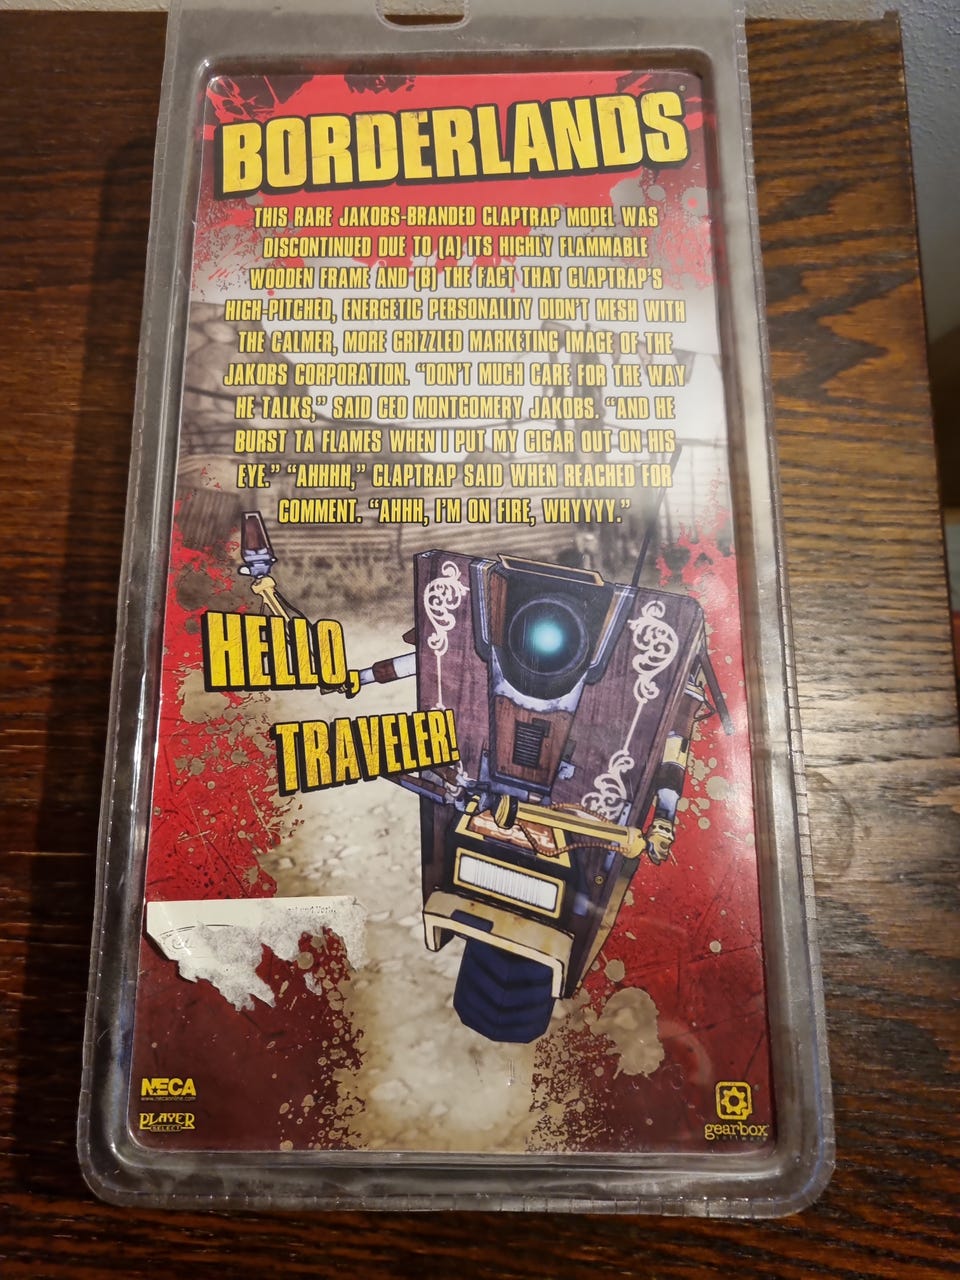 BORDERLANDS
THIS RARE JAKOBS-BRANDED CLAPTRAP MODEL WAS
DISCONTINUED DUE TO (A) ITS HIGHLY FLAMMABLE
WOODEN FRAME AND (B) THE FACT THAT CLAPTRAP'S
HIGH-PITCHED, ENERGETIC PERSONALITY DIDN'T MESH WITH
THE CALMER, MORE GRIZZLED MARKETING IMAGE OF THE
JAKOBS CORPORATION. “DON'T MUCH CARE FOR THE WAY
HE TALKS,” SAID CEO MONTGOMERY JAKOBS. “AND HE
BURST TA FLAMES WHEN I PUT MY CIGAR OUT ON HIS
EYE.” “AHHHH,” CLAPTRAP SAID WHEN REACHED FOR
COMMENT. “AHHH, I'M ON FIRE, WHYYYY.”
HELLO,
TRAVELER!
NECA
www.necaonline.com
PLAYER
SELECT
gearbox
software